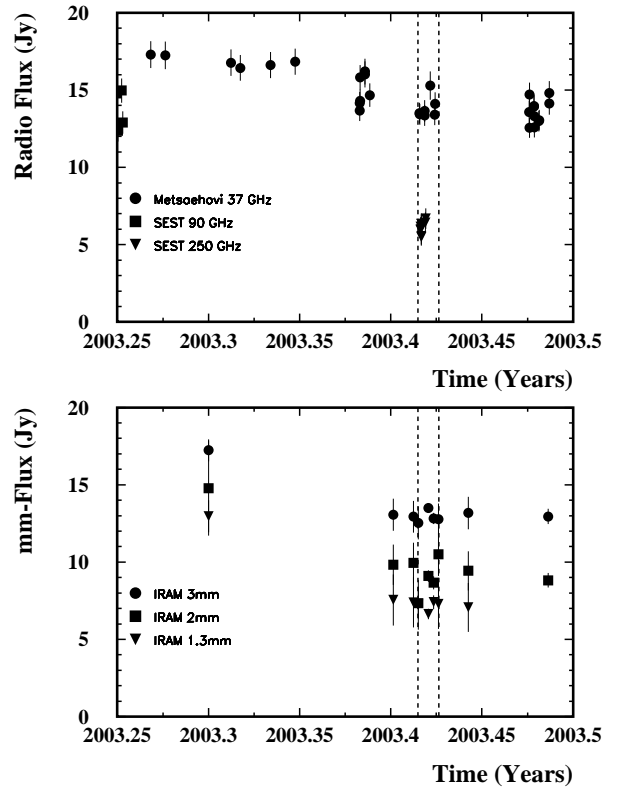 Radio Flux (Jy)
20
15
10
5
0
Metsaehovi 37 GHz
SEST 90 GHz
SEST 250 GHz
2003.25 2003.3 2003.35 2003.4 2003.45 2003.5
Time (Years)
mm-Flux (Jy)
20
15
10
5
0
IRAM 3mm
IRAM 2mm
IRAM 1.3mm
2003.25 2003.3 2003.35 2003.4 2003.45 2003.5
Time (Years)